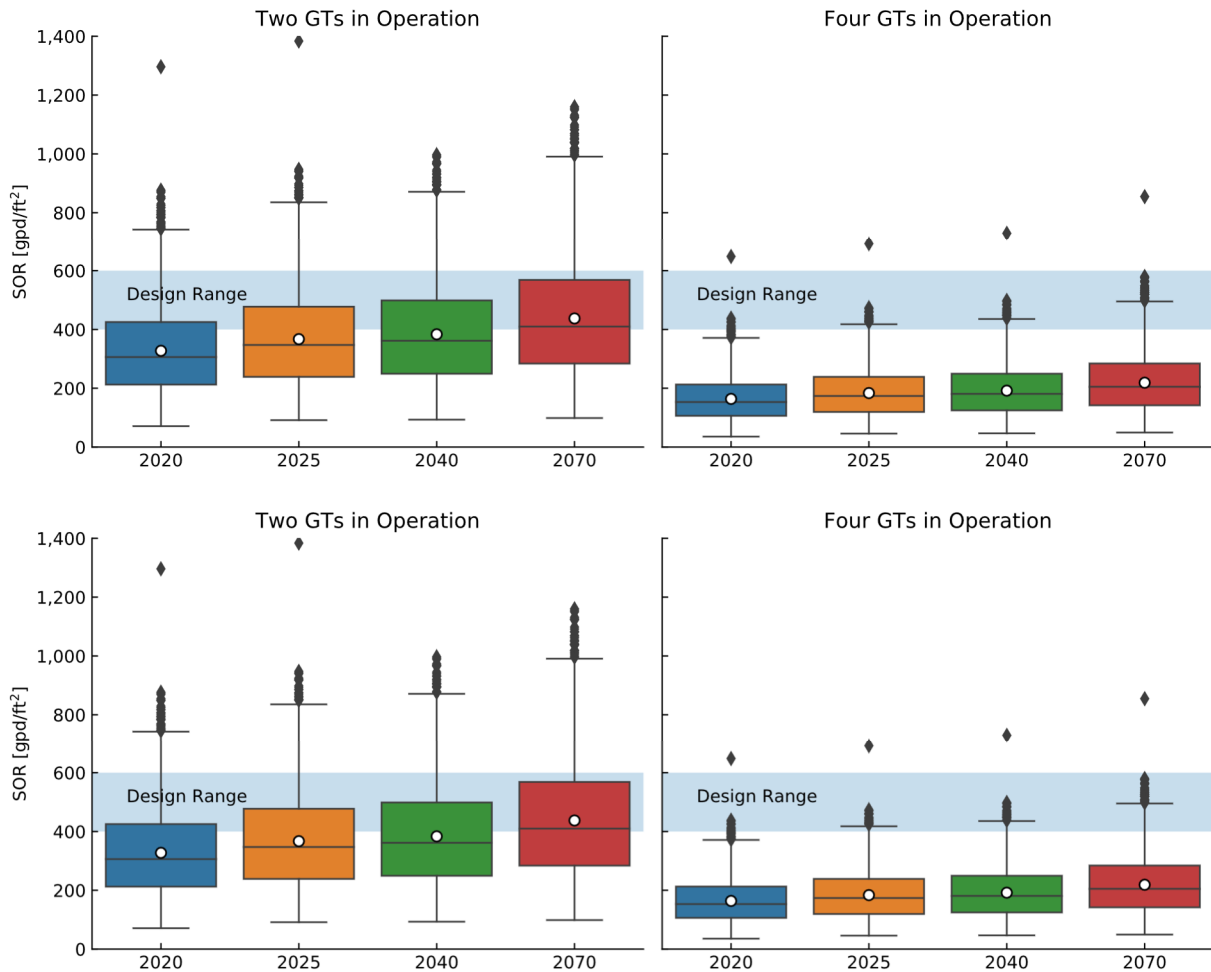 Two GTs in Operation
Four GTs in Operation
1,400
1,200
1,000
800
600
400
200
0
SOR [gpd/ft²]
Design Range
Design Range
2020 2025 2040 2070
2020 2025 2040 2070
Two GTs in Operation
Four GTs in Operation
1,400
1,200
1,000
800
600
400
200
0
SOR [gpd/ft²]
Design Range
Design Range
2020 2025 2040 2070
2020 2025 2040 2070